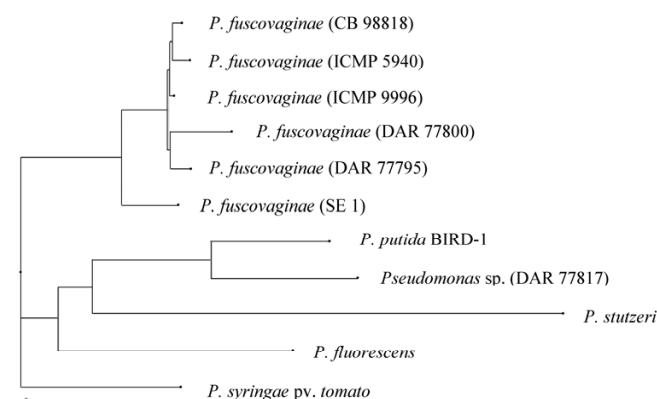 P. fuscovaginae (CB 98818)
P. fuscovaginae (ICMP 5940)
P. fuscovaginae (ICMP 9996)
P. fuscovaginae (DAR 77800)
P. fuscovaginae (DAR 77795)
P. fuscovaginae (SE 1)
P. putida BIRD-1
Pseudomonas sp. (DAR 77817)
P. stutzeri
P. fluorescens
P. syringae pv. tomato